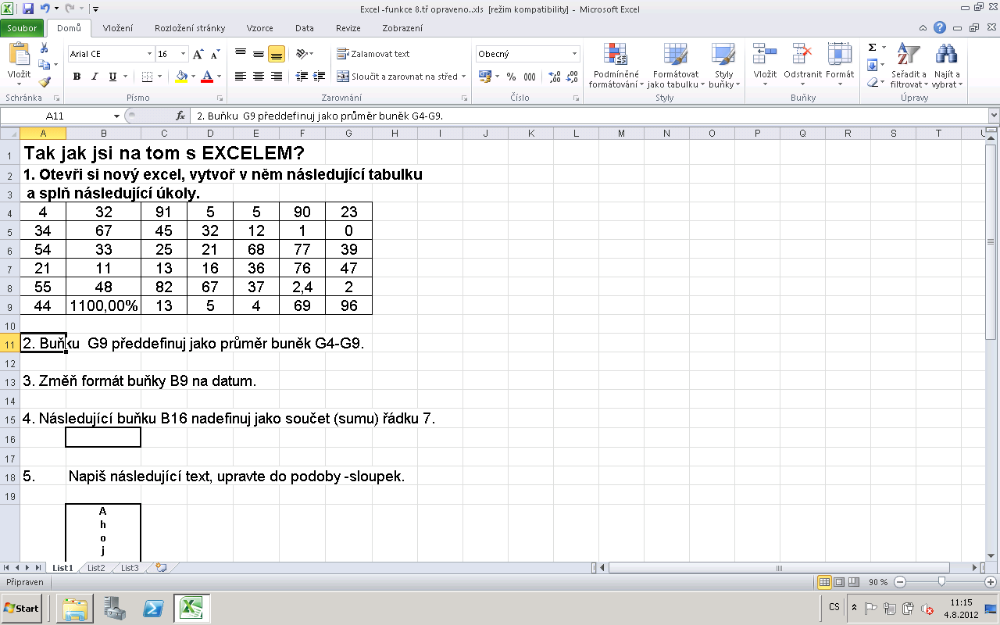 Excel -funkce 8.tř opraveno..xls [režim kompatibility] - Microsoft Excel
Soubor Domů Vložení Rozložení stránky Vzorce Data Revize Zobrazení
Vložit
Schránka
Arial CE 16
B I U A
Písmo
Zalamovat text
Sloučit a zarovnat na střed
Zarovnání
Obecný
% 000
Číslo
Podmíněné formátování
Formátovat jako tabulku
Styly buňky
Styly
Vložit Odstranit Formát
Buňky
Σ
Seřadit a filtrovat
Najít a vybrat
Úpravy
A11 fx 2. Buňku  G9 předdefinuj jako průměr buněk G4-G9.
A B C D E F G H I J K L M N O P Q R S T U
1 Tak jak jsi na tom s EXCELEM?
2 1. Otevři si nový excel, vytvoř v něm následující tabulku
3 a splň následující úkoly.
4 4 32 91 5 5 90 23
5 34 67 45 32 12 1 0
6 54 33 25 21 68 77 39
7 21 11 13 16 36 76 47
8 55 48 82 67 37 2,4 2
9 44 1100,00% 13 5 4 69 96
10
11 2. Buňku  G9 předdefinuj jako průměr buněk G4-G9.
12
13 3. Změň formát buňky B9 na datum.
14
15 4. Následující buňku B16 nadefinuj jako součet (sumu) řádku 7.
16
17
18 5. Napiš následující text, upravte do podoby -sloupek.
19
A
h
o
j
List1 List2 List3
Připraven 90 %
Start CS 11:15
4.8.2012